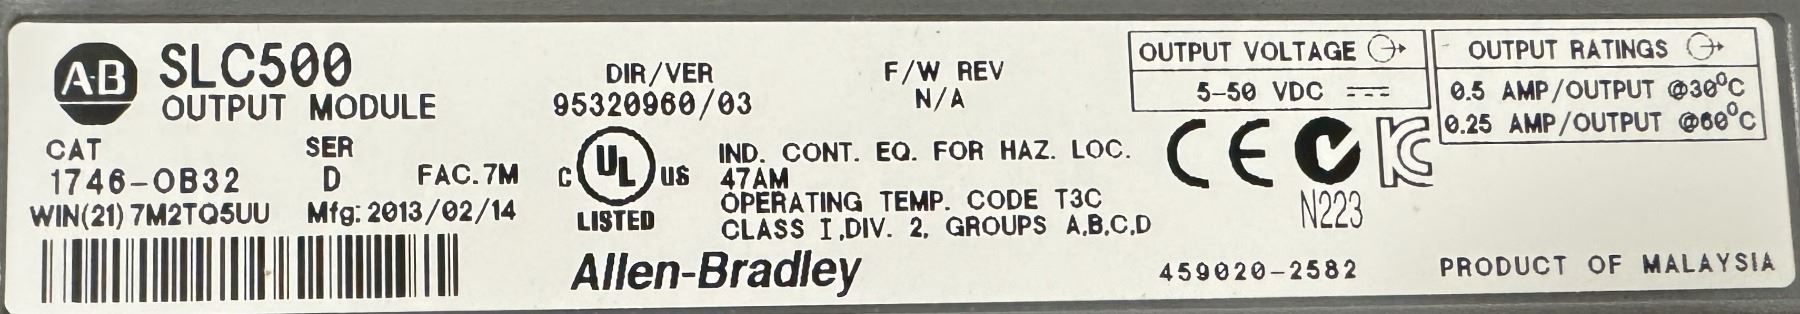 A-B
SLC500
OUTPUT MODULE
CAT
1746-OB32
SER
D
FAC.7M
WIN(21) 7M2TQ5UU
Mfg: 2013/02/14
DIR/VER
95320960/03
F/W REV
N/A
C UL US
LISTED
IND. CONT. EQ. FOR HAZ. LOC.
47AM
OPERATING TEMP. CODE T3C
CLASS I,DIV. 2, GROUPS A,B,C,D
Allen-Bradley
OUTPUT VOLTAGE
5-50 VDC
OUTPUT RATINGS
0.5 AMP/OUTPUT @30°C
0.25 AMP/OUTPUT @60°C
CE
N223
459020-2582
PRODUCT OF MALAYSIA